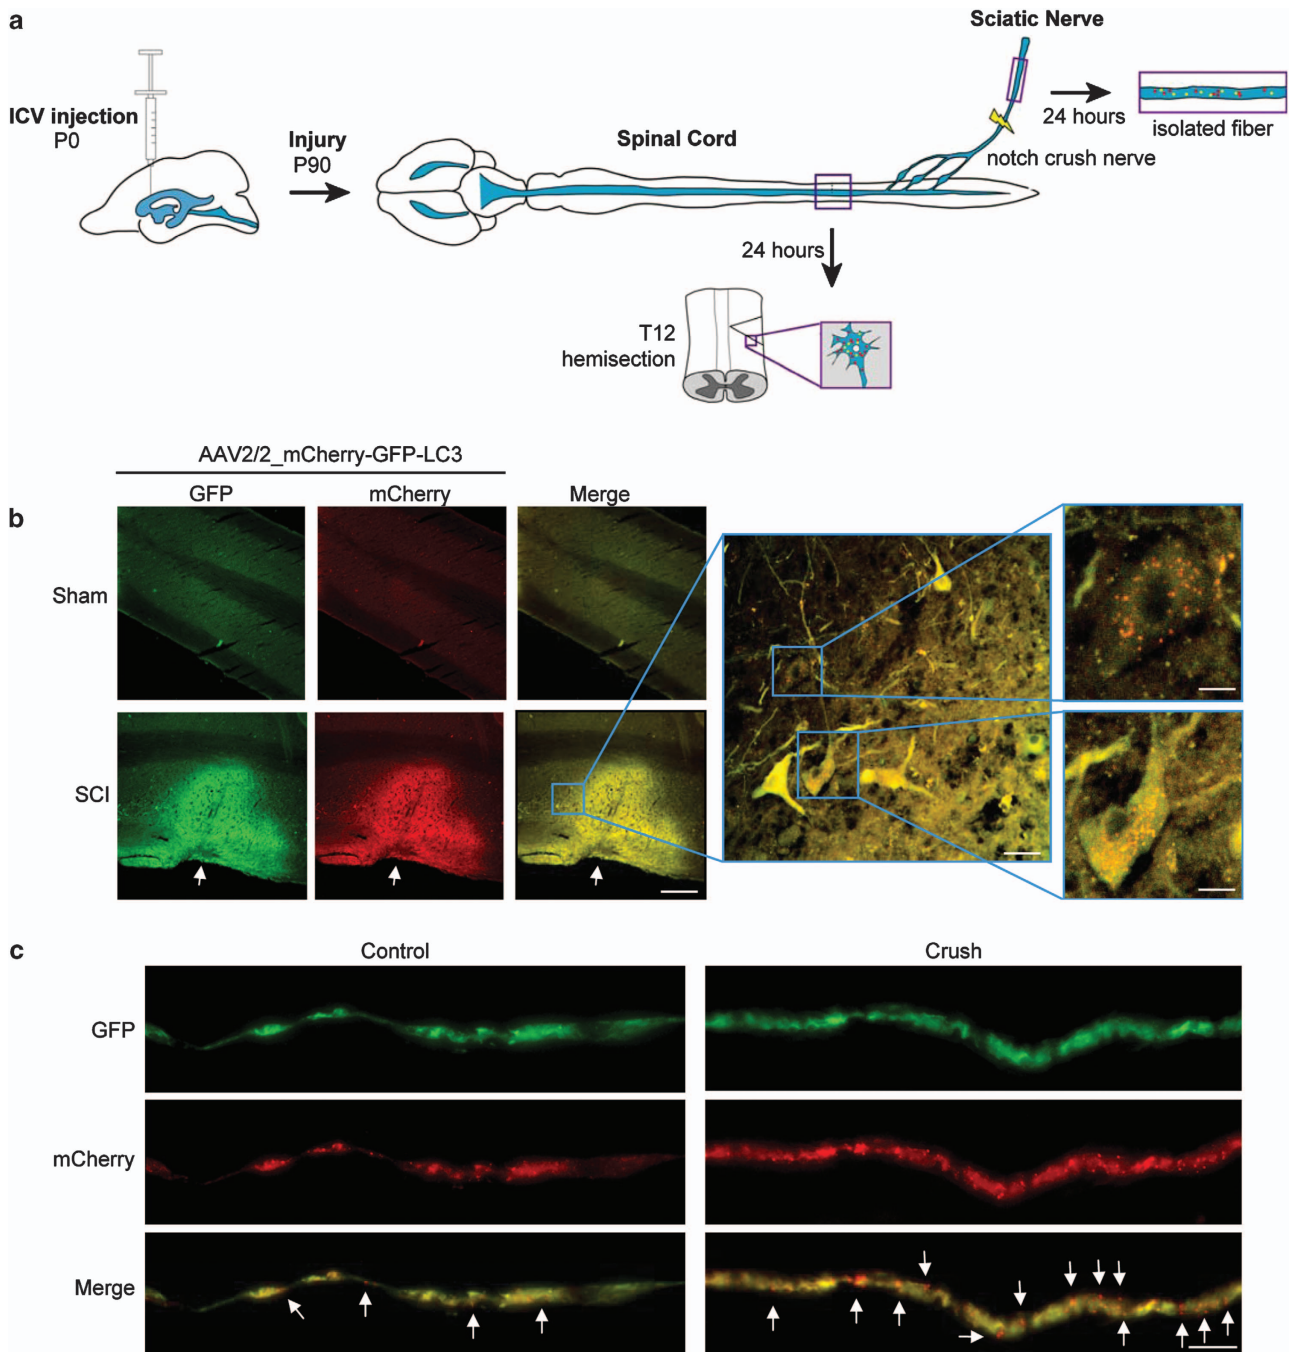 a
Sciatic Nerve
ICV injection
P0
Injury
P90
Spinal Cord
24 hours
isolated fiber
notch crush nerve
24 hours
T12
hemisection
AAV2/2_mCherry-GFP-LC3
GFP
mCherry
Merge
b
Sham
SCI
c
Control
Crush
GFP
mCherry
Merge